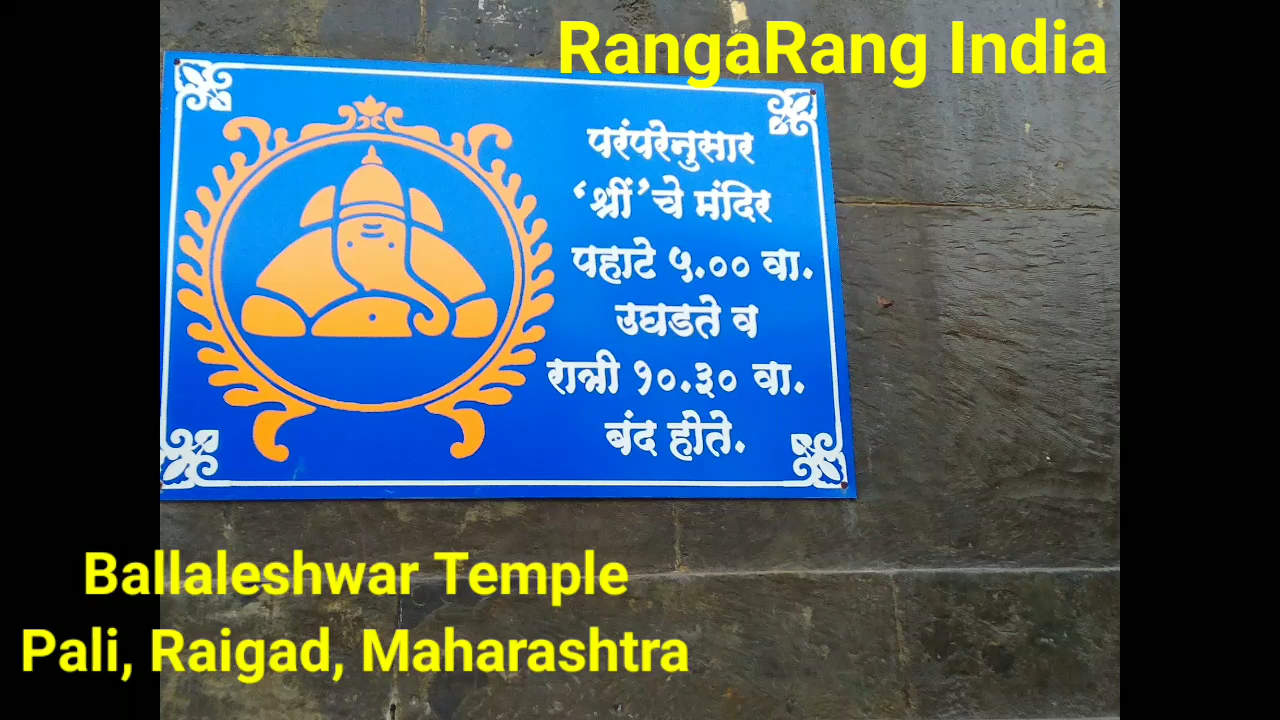 RangaRang India
परंपरेनुसार
‘श्रीं’चे मंदिर
पहाटे ५.०० वा.
उघडते व
रात्री १०.३० वा.
बंद होते.
Ballaleshwar Temple
Pali, Raigad, Maharashtra